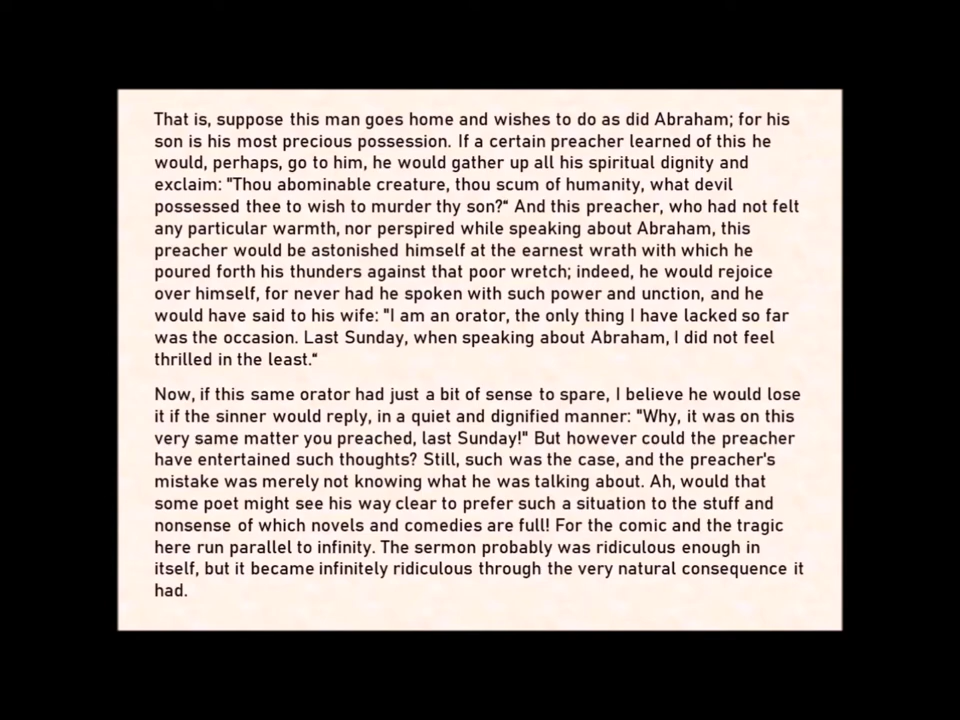 That is, suppose this man goes home and wishes to do as did Abraham; for his
son is his most precious possession. If a certain preacher learned of this he
would, perhaps, go to him, he would gather up all his spiritual dignity and
exclaim: "Thou abominable creature, thou scum of humanity, what devil
possessed thee to wish to murder thy son?“ And this preacher, who had not felt
any particular warmth, nor perspired while speaking about Abraham, this
preacher would be astonished himself at the earnest wrath with which he
poured forth his thunders against that poor wretch; indeed, he would rejoice
over himself, for never had he spoken with such power and unction, and he
would have said to his wife: "I am an orator, the only thing I have lacked so far
was the occasion. Last Sunday, when speaking about Abraham, I did not feel
thrilled in the least.“
Now, if this same orator had just a bit of sense to spare, I believe he would lose
it if the sinner would reply, in a quiet and dignified manner: "Why, it was on this
very same matter you preached, last Sunday!" But however could the preacher
have entertained such thoughts? Still, such was the case, and the preacher's
mistake was merely not knowing what he was talking about. Ah, would that
some poet might see his way clear to prefer such a situation to the stuff and
nonsense of which novels and comedies are full! For the comic and the tragic
here run parallel to infinity. The sermon probably was ridiculous enough in
itself, but it became infinitely ridiculous through the very natural consequence it
had.